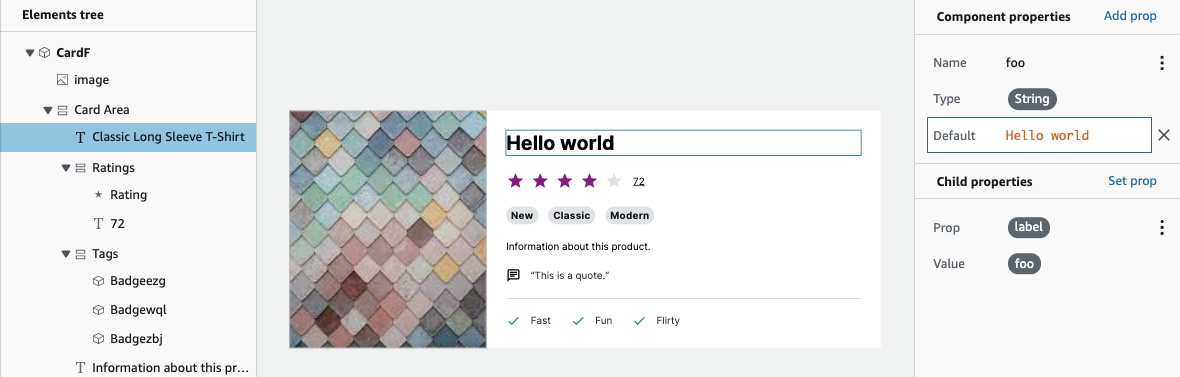 Elements tree
CardF
image
Card Area
Classic Long Sleeve T-Shirt
Ratings
Rating
72
Tags
Badgeezg
Badgewql
Badgezbj
Information about this pr...
Hello world
72
New Classic Modern
Information about this product.
"This is a quote."
Fast Fun Flirty
Component properties Add prop
Name foo
Type String
Default Hello world
Child properties Set prop
Prop label
Value foo